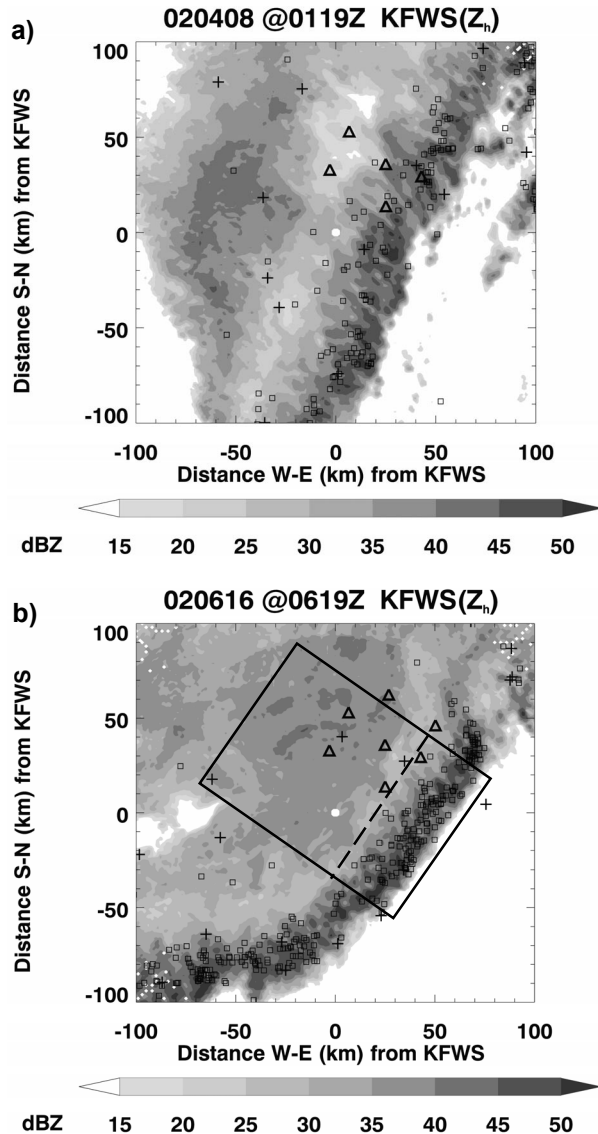 a)
020408 @0119Z KFWS(Zh)
Distance S-N (km) from KFWS
100
50
0
-50
-100
-100 -50 0 50 100
Distance W-E (km) from KFWS
dBZ 15 20 25 30 32 35 40 45 50
b)
020616 @0619Z KFWS(Zh)
Distance S-N (km) from KFWS
100
50
0
-50
-100
-100 -50 0 50 100
Distance W-E (km) from KFWS
dBZ 15 20 25 30 32 35 40 45 50